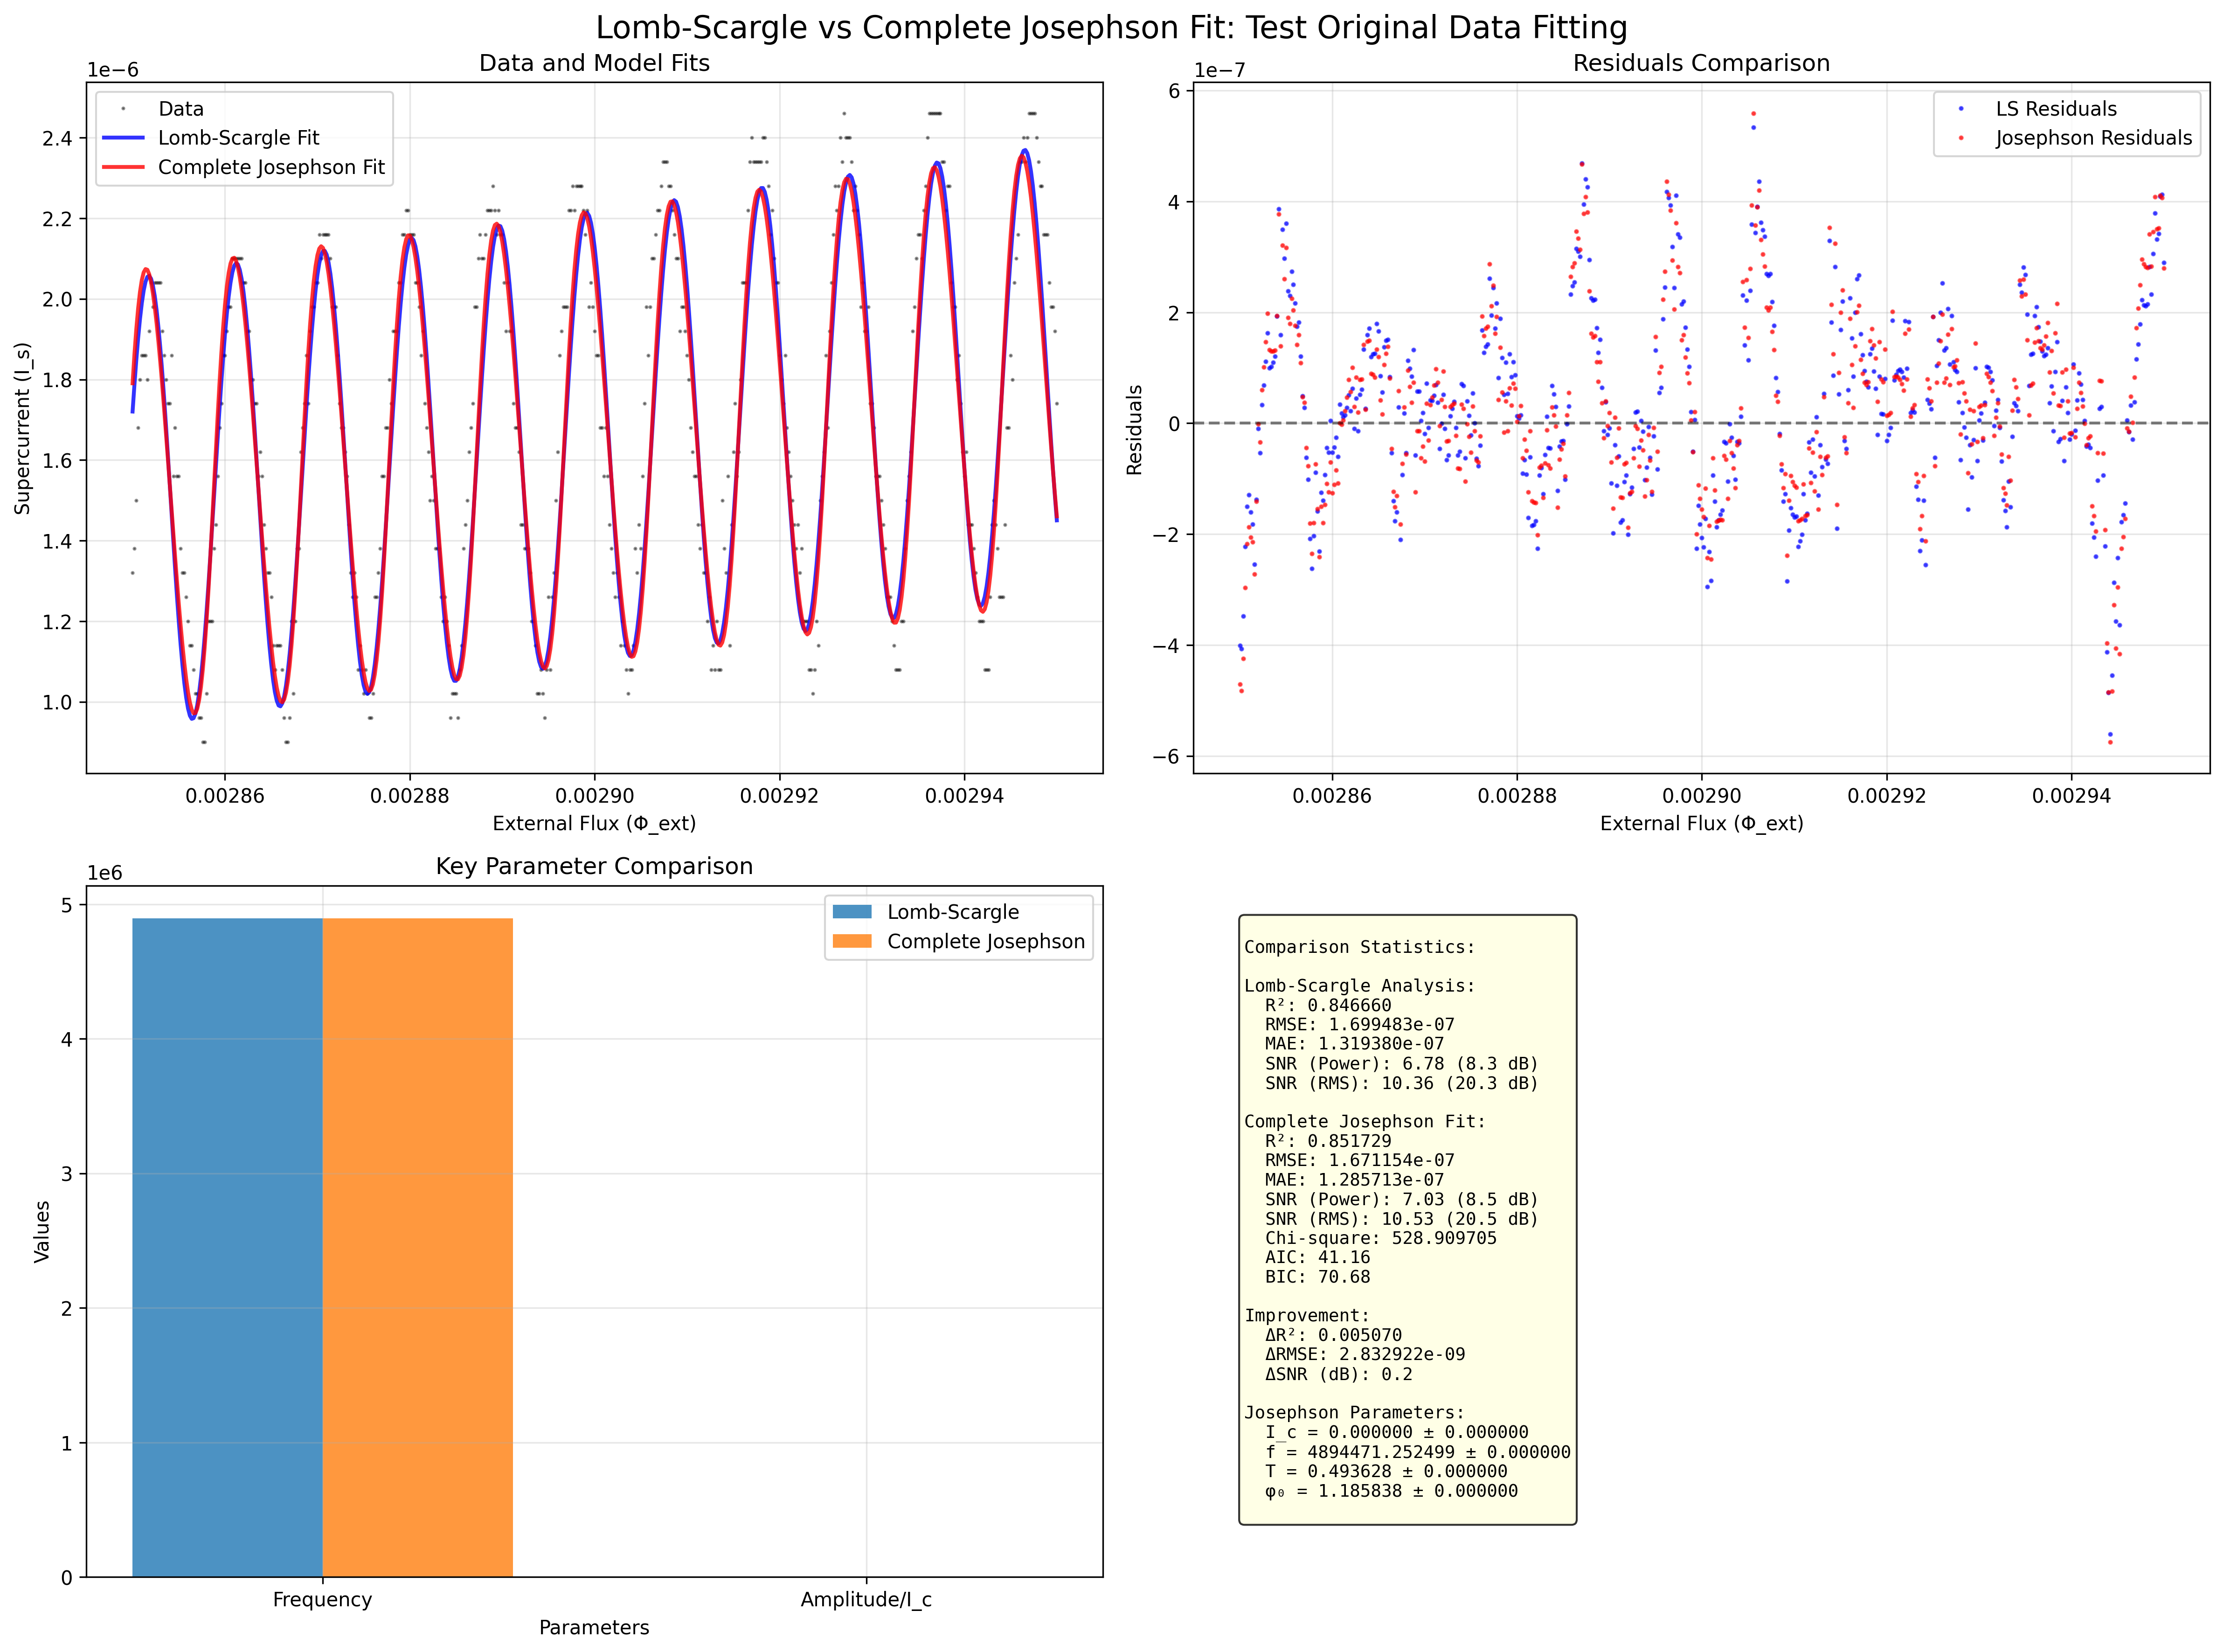 Lomb-Scargle vs Complete Josephson Fit: Test Original Data Fitting
Data and Model Fits
1e−6
Data
Lomb-Scargle Fit
Complete Josephson Fit
Supercurrent (I_s)
2.4
2.2
2.0
1.8
1.6
1.4
1.2
1.0
0.00286
0.00288
0.00290
0.00292
0.00294
External Flux (Φ_ext)
Residuals Comparison
1e−7
LS Residuals
Josephson Residuals
Residuals
6
4
2
0
−2
−4
−6
0.00286
0.00288
0.00290
0.00292
0.00294
External Flux (Φ_ext)
Key Parameter Comparison
1e6
Lomb-Scargle
Complete Josephson
Values
5
4
3
2
1
0
Frequency
Amplitude/I_c
Parameters
Comparison Statistics:
Lomb-Scargle Analysis:
R²: 0.846660
RMSE: 1.699483e-07
MAE: 1.319380e-07
SNR (Power): 6.78 (8.3 dB)
SNR (RMS): 10.36 (20.3 dB)
Complete Josephson Fit:
R²: 0.851729
RMSE: 1.671154e-07
MAE: 1.285713e-07
SNR (Power): 7.03 (8.5 dB)
SNR (RMS): 10.53 (20.5 dB)
Chi-square: 528.909705
AIC: 41.16
BIC: 70.68
Improvement:
ΔR²: 0.005070
ΔRMSE: 2.832922e-09
ΔSNR (dB): 0.2
Josephson Parameters:
I_c = 0.000000 ± 0.000000
f = 4894471.252499 ± 0.000000
T = 0.493628 ± 0.000000
φ₀ = 1.185838 ± 0.000000